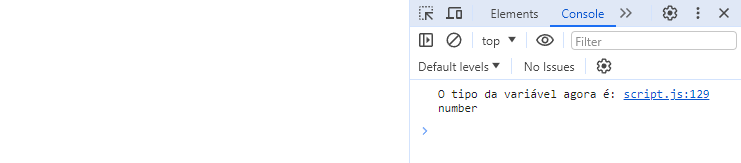 Elements Console
top Filter
Default levels No Issues
O tipo da variável agora é: script.js:129
number